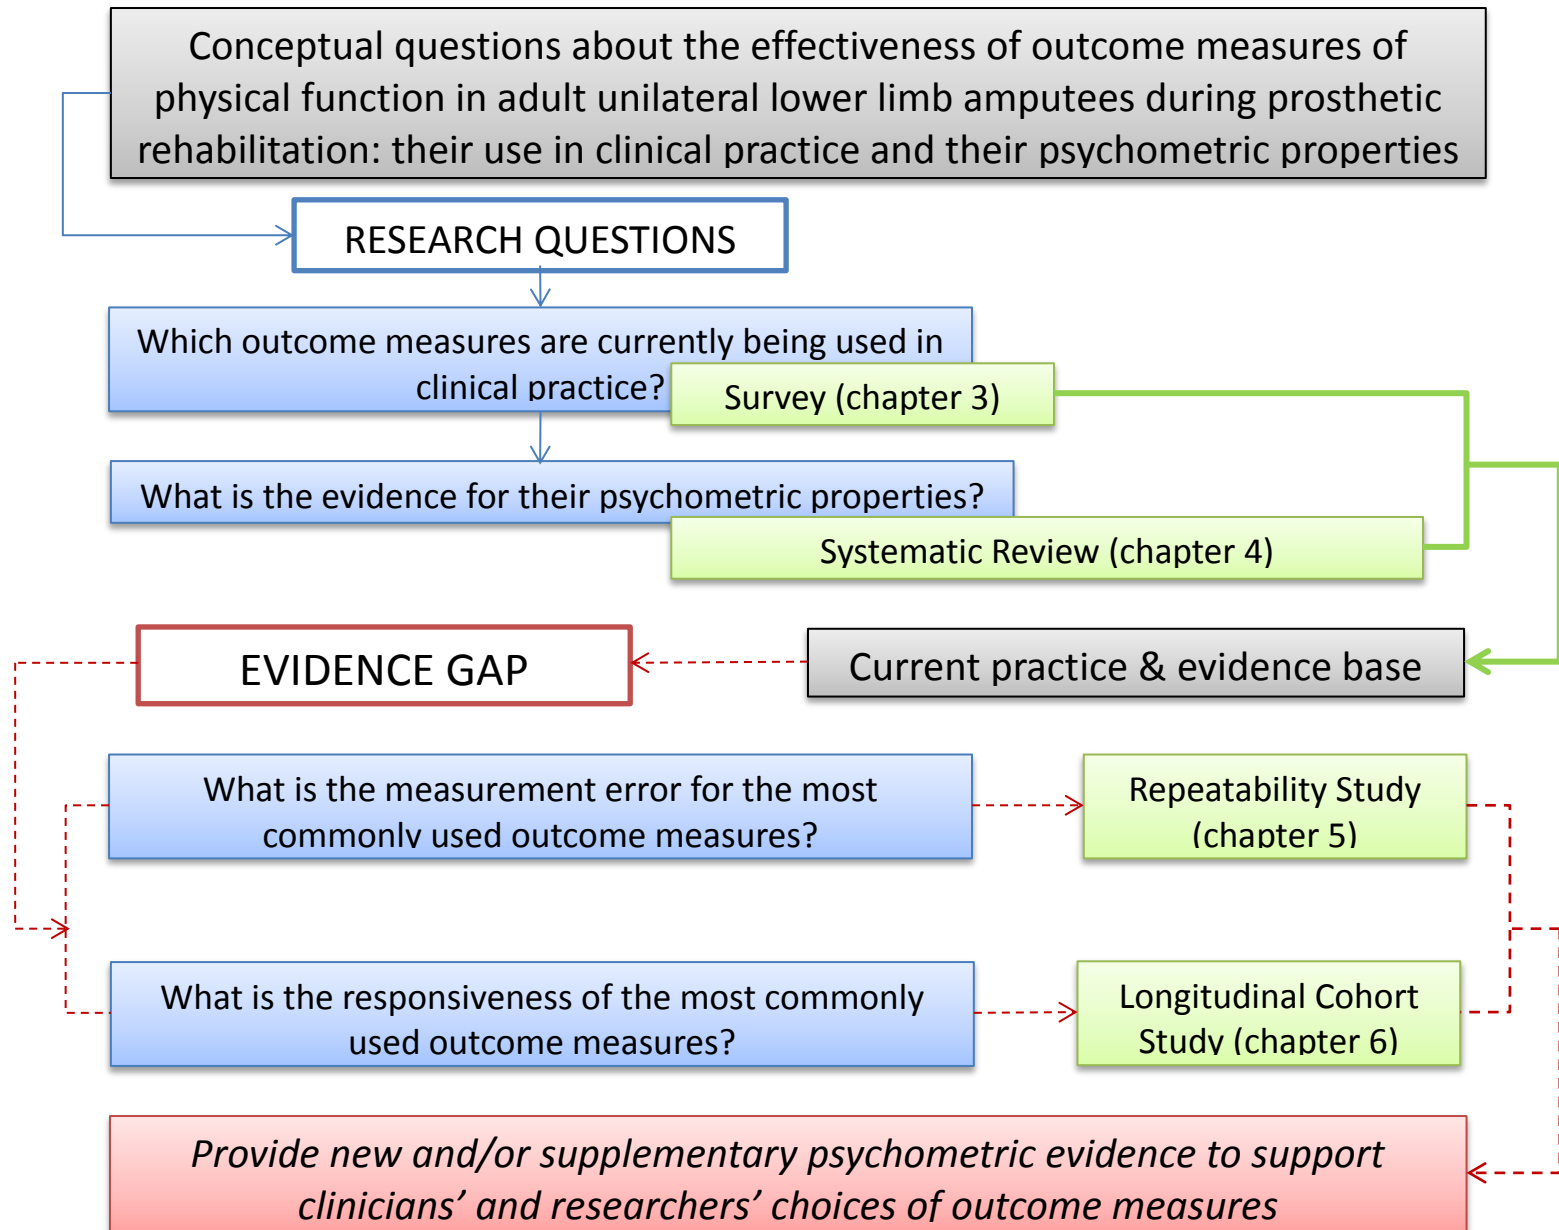 Conceptual questions about the effectiveness of outcome measures of
physical function in adult unilateral lower limb amputees during prosthetic
rehabilitation: their use in clinical practice and their psychometric properties
RESEARCH QUESTIONS
Which outcome measures are currently being used in
clinical practice?
Survey (chapter 3)
What is the evidence for their psychometric properties?
Systematic Review (chapter 4)
EVIDENCE GAP
Current practice & evidence base
What is the measurement error for the most
commonly used outcome measures?
Repeatability Study
(chapter 5)
What is the responsiveness of the most commonly
used outcome measures?
Longitudinal Cohort
Study (chapter 6)
Provide new and/or supplementary psychometric evidence to support
clinicians’ and researchers’ choices of outcome measures